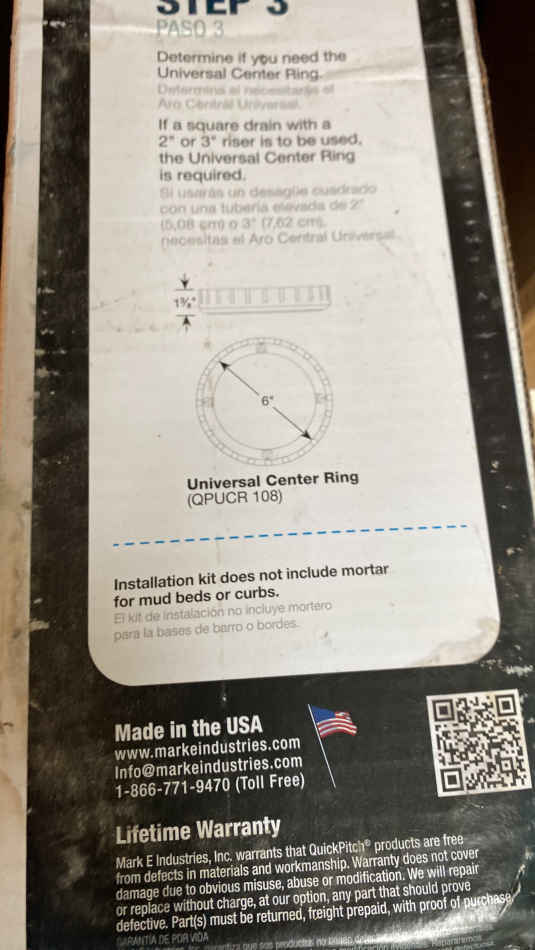 STEP 3
PASO 3
Determine if you need the
Universal Center Ring.
Determina si necesitarás el
Aro Central Universal.
If a square drain with a
2" or 3" riser is to be used,
the Universal Center Ring
is required.
Si usarás un desagüe cuadrado
con una tubería elevada de 2"
(5,08 cm) o 3" (7,62 cm),
necesitas el Aro Central Universal.
6"
Universal Center Ring
(QPUCR 108)
Installation kit does not include mortar
for mud beds or curbs.
El kit de instalación no incluye mortero
para la bases de barro o bordes.
Made in the USA
www.markeindustries.com
Info@markeindustries.com
1-866-771-9470 (Toll Free)
Lifetime Warranty
Mark E Industries, Inc. warrants that QuickPitch® products are free
from defects in materials and workmanship. Warranty does not cover
damage due to obvious misuse, abuse or modification. We will repair
or replace without charge, at our option, any part that should prove
defective. Part(s) must be returned, freight prepaid, with proof of purchase.
GARANTÍA DE POR VIDA
que sus productos no